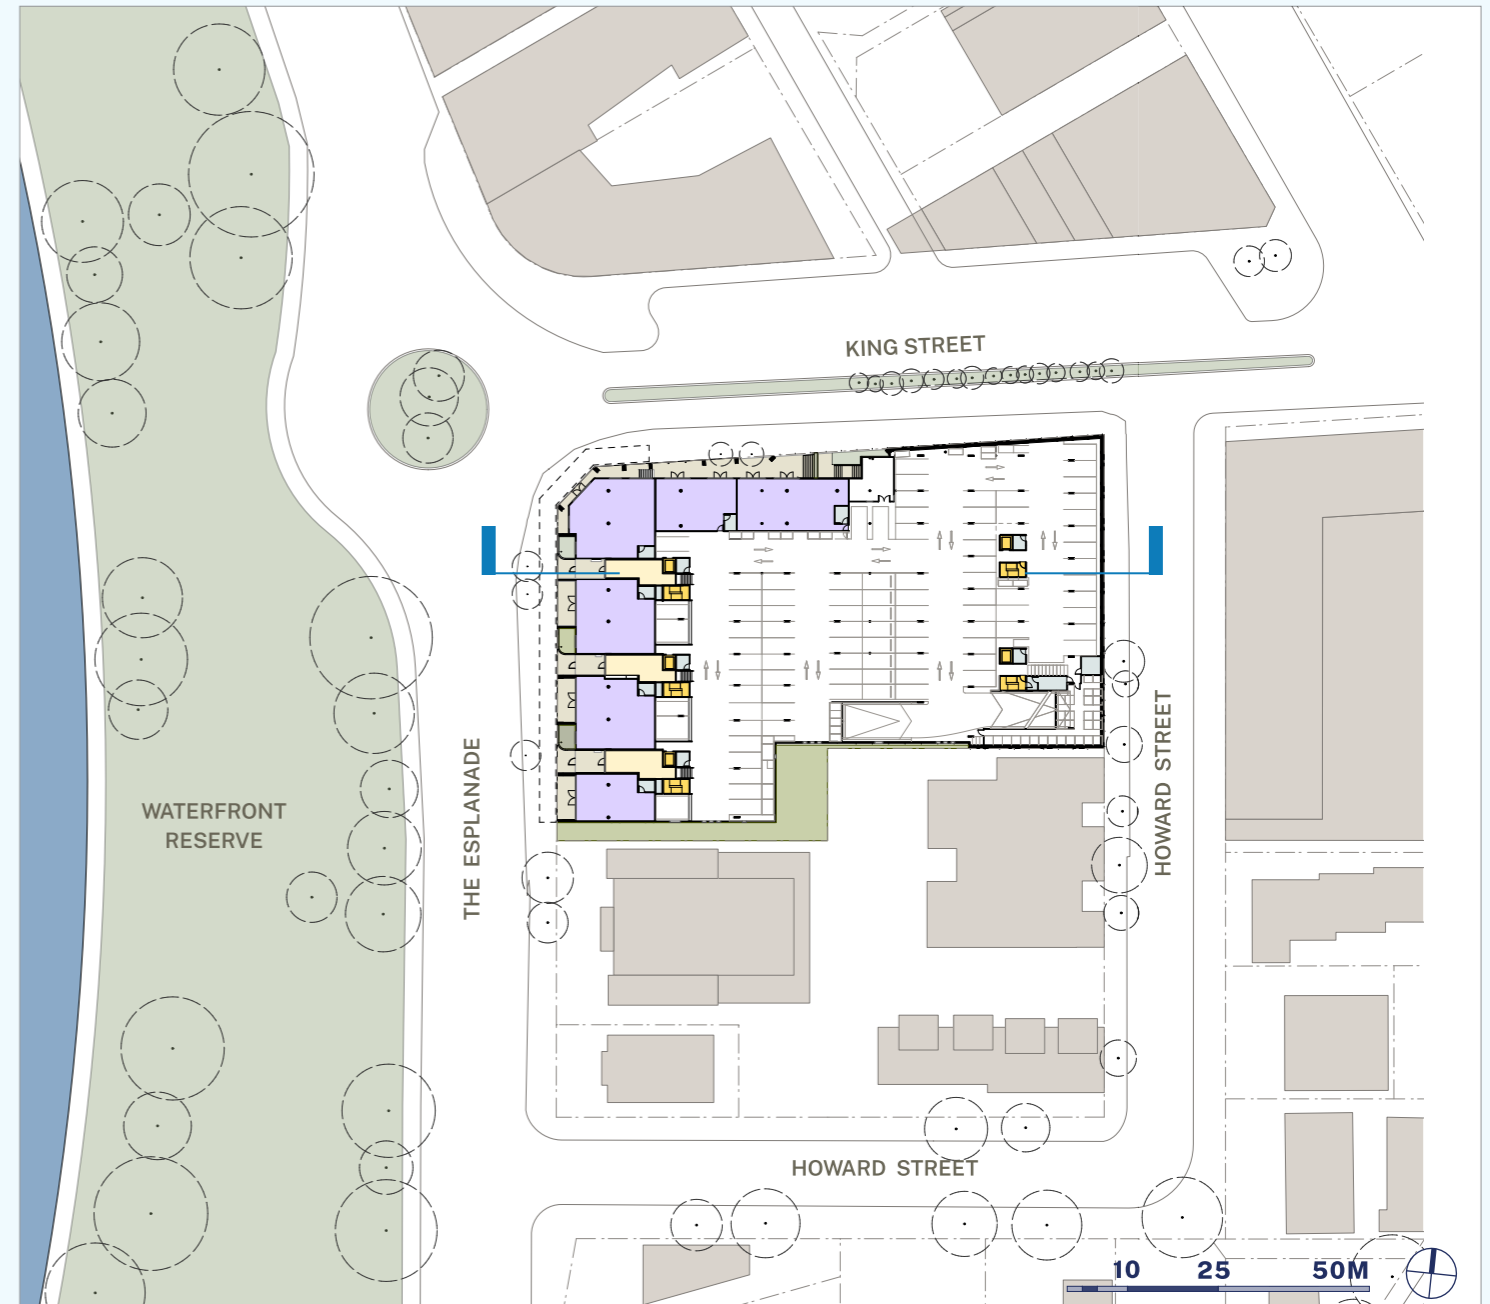 KING STREET
WATERFRONT
RESERVE
THE ESPLANADE
HOWARD STREET
HOWARD STREET
10 25 50M